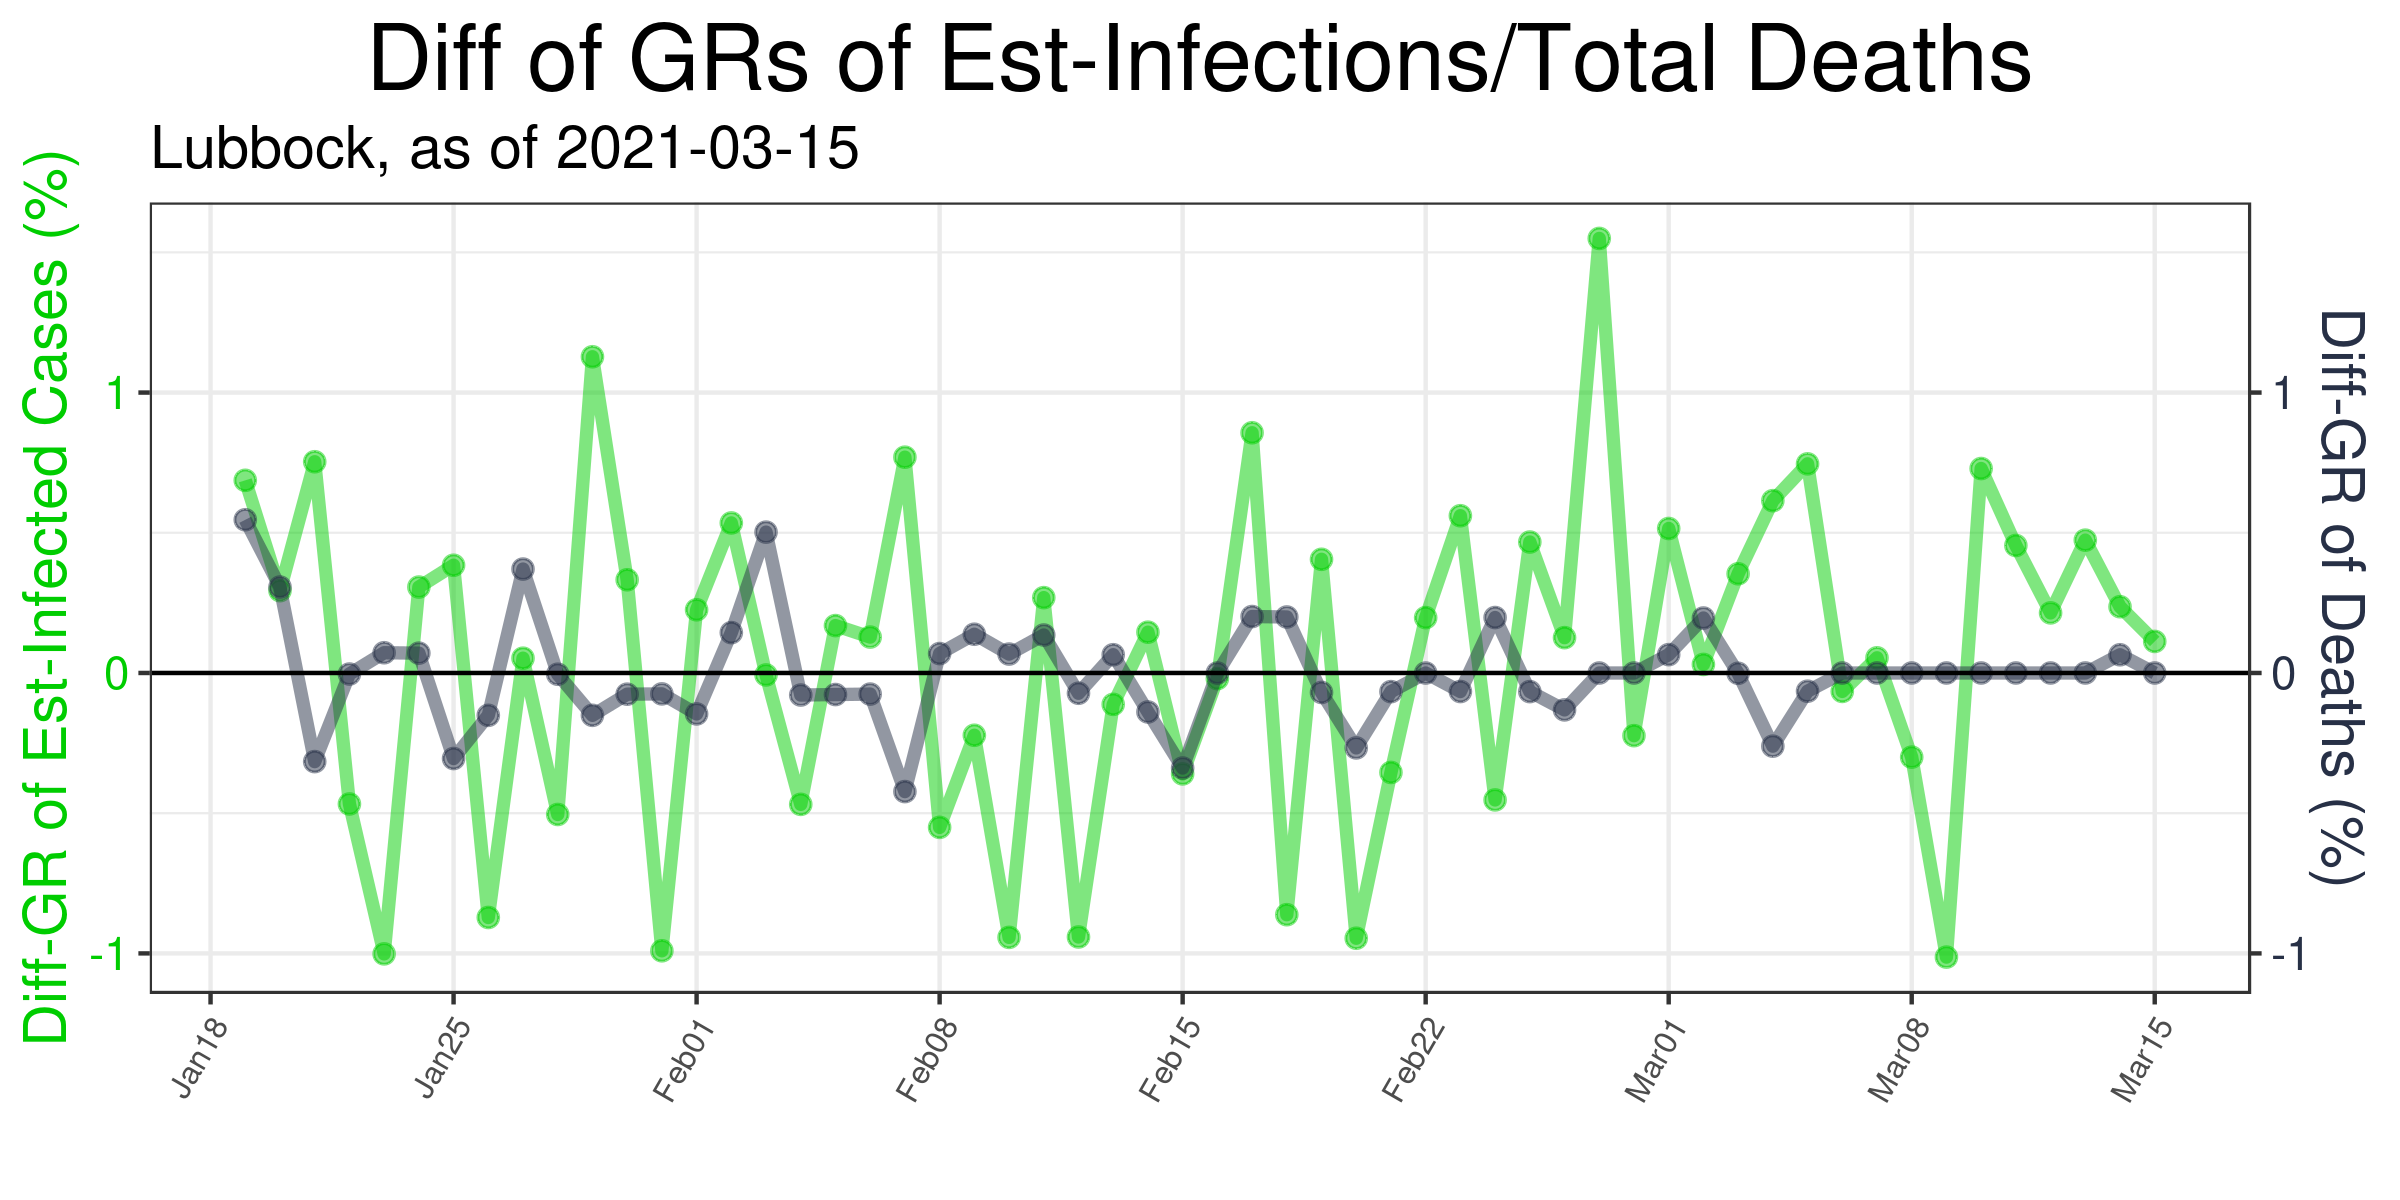 Diff of GRs of Est-Infections/Total Deaths
Lubbock, as of 2021-03-15
Diff-GR of Est-Infected Cases (%)
1
0
-1
1
0
-1
Diff-GR of Deaths (%)
Jan18
Jan25
Feb01
Feb08
Feb15
Feb22
Mar01
Mar08
Mar15